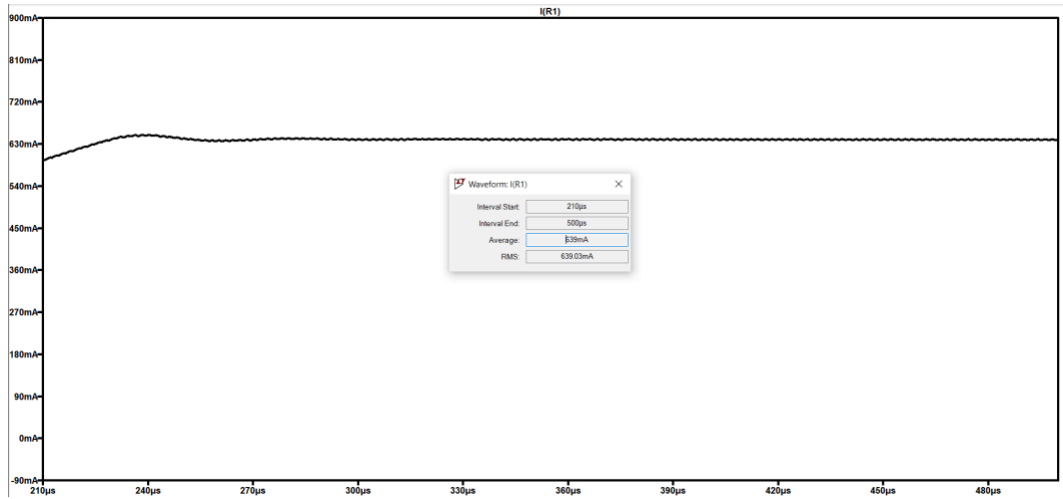 I(R1)
900mA
810mA
720mA
630mA
540mA
450mA
360mA
270mA
180mA
90mA
0mA
-90mA
Waveform: I(R1)
Interval Start: 210µs
Interval End: 500µs
Average: 639mA
RMS: 639.03mA
210µs 240µs 270µs 300µs 330µs 360µs 390µs 420µs 450µs 480µs